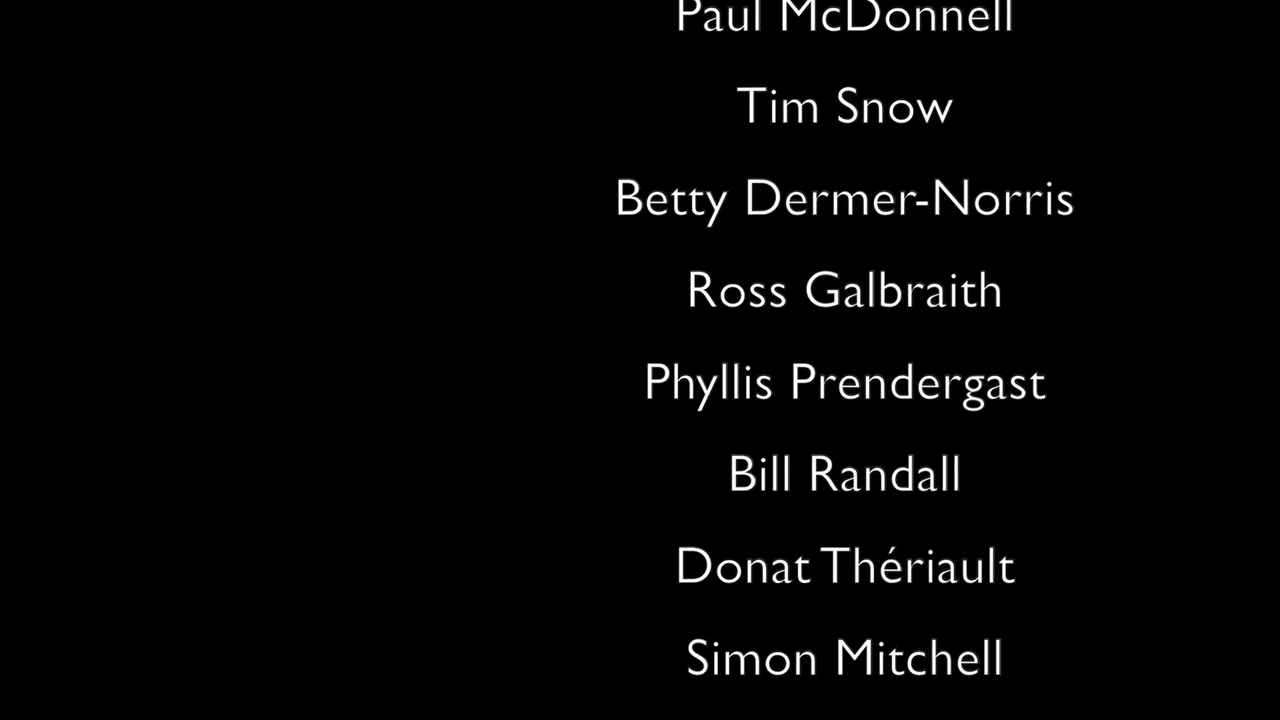 Paul McDonnell
Tim Snow
Betty Dermer-Norris
Ross Galbraith
Phyllis Prendergast
Bill Randall
Donat Thériault
Simon Mitchell